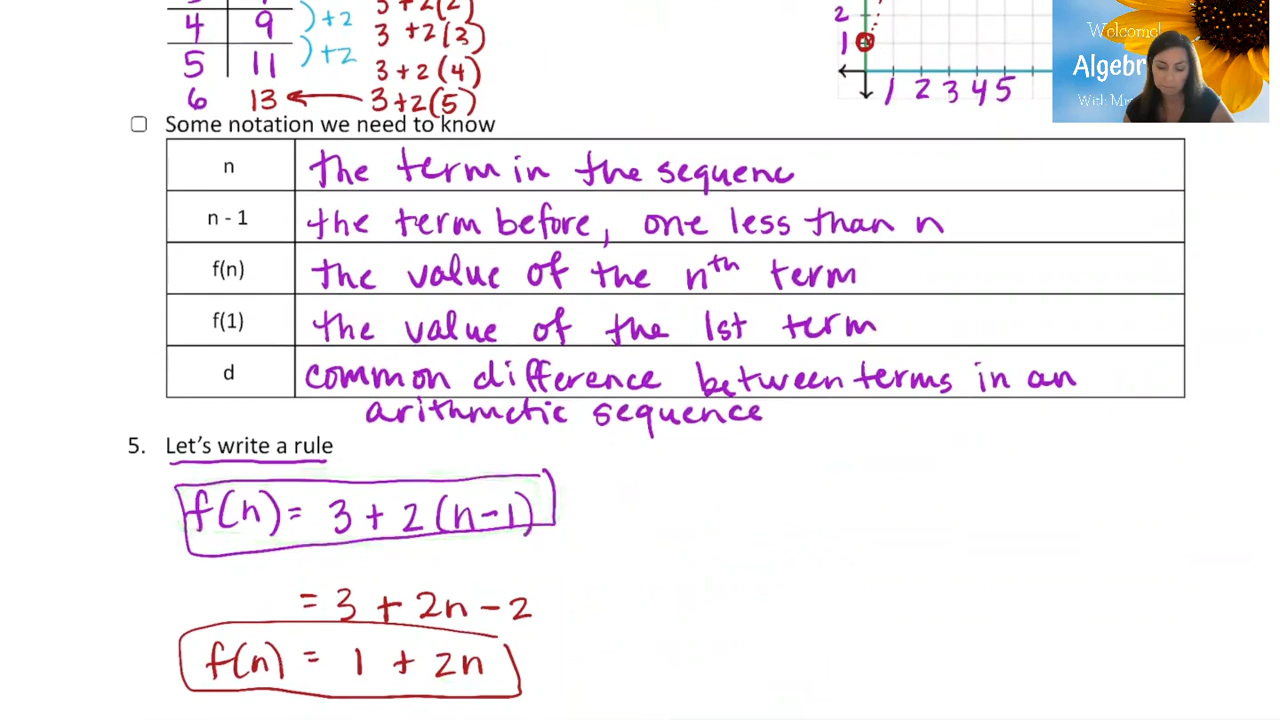 4 9 ) +2 3 + 2(3)
5 11 ) +2 3 + 2(4)
6 13 ← 3 + 2(5)
2
1
1 2 3 4 5
Welcome!
Algebr
With Mr
Some notation we need to know
n the term in the sequenc
n - 1 the term before, one less than n
f(n) the value of the nth term
f(1) the value of the 1st term
d common difference between terms in an
arithmetic sequence
5. Let's write a rule
f(n) = 3 + 2(n-1)
= 3 + 2n - 2
f(n) = 1 + 2n